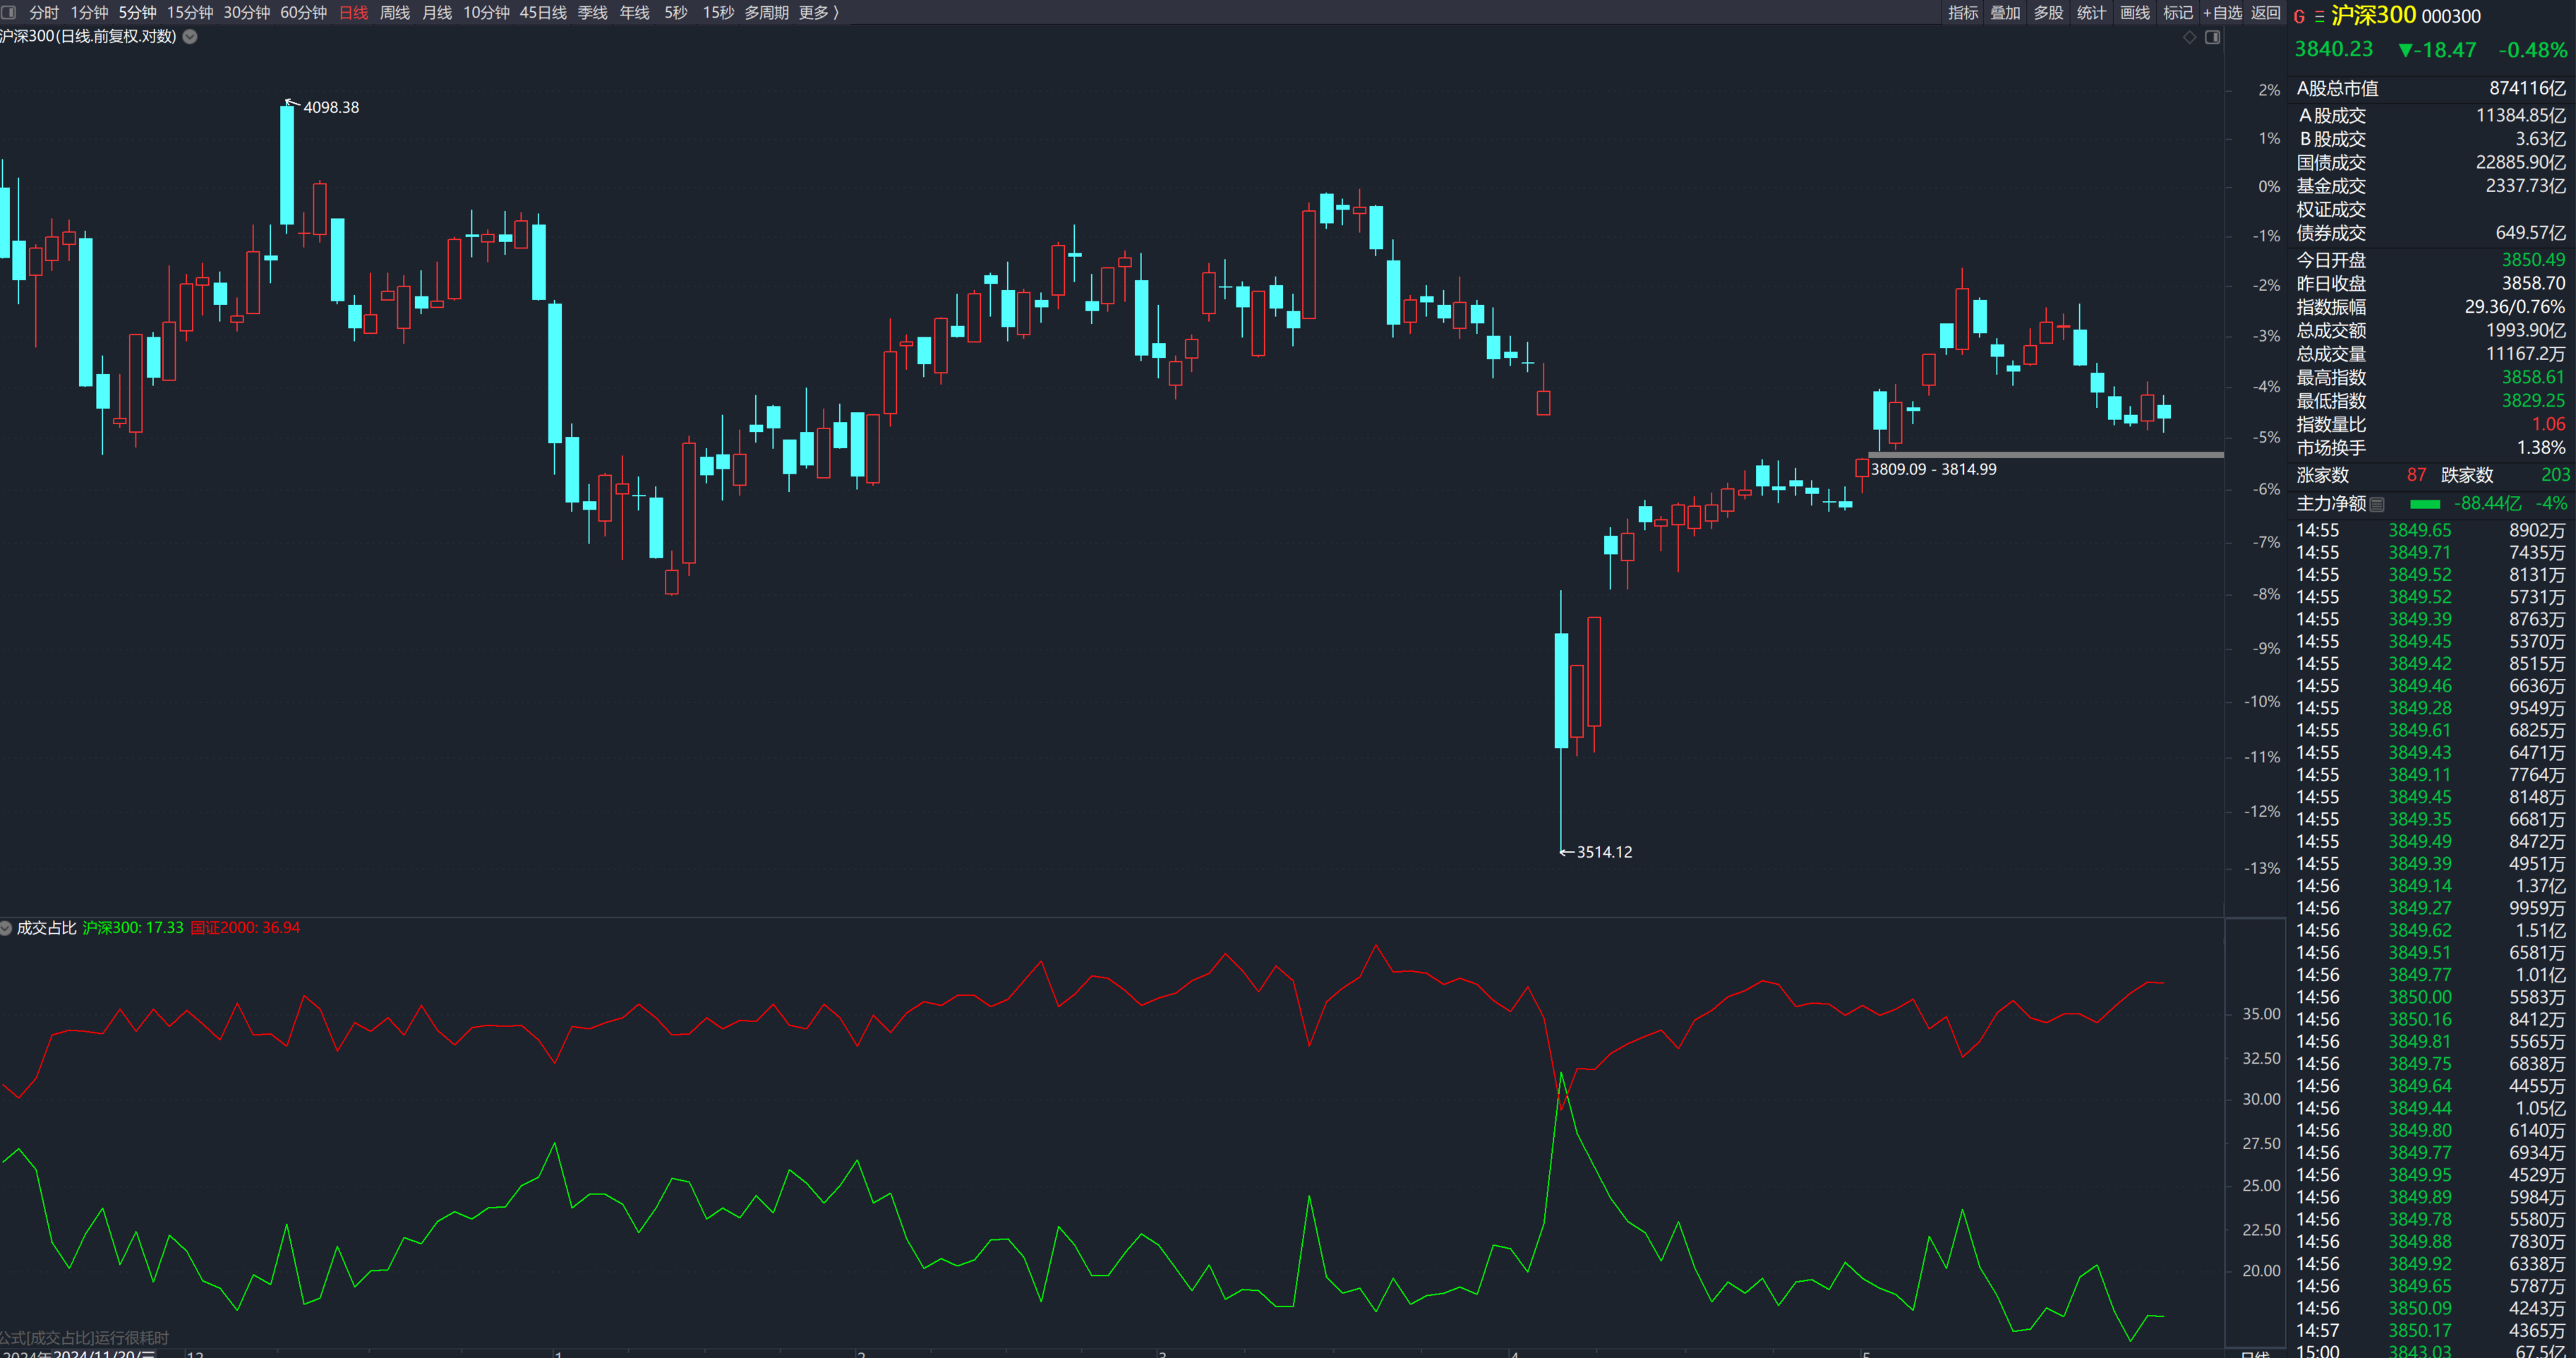 分时 1分钟 5分钟 15分钟 30分钟 60分钟 日线 周线 月线 10分钟 45日线 季线 年线 5秒 15秒 多周期 更多 〉
指标 叠加 多股 统计 画线 标记 +自选 返回
沪深300(日线.前复权.对数)
4098.38
3809.09 - 3814.99
3514.12
2%
1%
0%
-1%
-2%
-3%
-4%
-5%
-6%
-7%
-8%
-9%
-10%
-11%
-12%
-13%
成交占比 沪深300: 17.33 国证2000: 36.94
35.00
32.50
30.00
27.50
25.00
22.50
20.00
公式[成交占比]运行很耗时
2024年 2024/11/20/三 12 1 2 3 4 5 日线
G 沪深300 000300
3840.23 ▼-18.47 -0.48%
A股总市值 874116亿
A股成交 11384.85亿
B股成交 3.63亿
国债成交 22885.90亿
基金成交 2337.73亿
权证成交
债券成交 649.57亿
今日开盘 3850.49
昨日收盘 3858.70
指数振幅 29.36/0.76%
总成交额 1993.90亿
总成交量 11167.2万
最高指数 3858.61
最低指数 3829.25
指数量比 1.06
市场换手 1.38%
涨家数 87 跌家数 203
主力净额 -88.44亿 -4%
14:55 3849.65 8902万
14:55 3849.71 7435万
14:55 3849.52 8131万
14:55 3849.52 5731万
14:55 3849.39 8763万
14:55 3849.45 5370万
14:55 3849.42 8515万
14:55 3849.46 6636万
14:55 3849.28 9549万
14:55 3849.61 6825万
14:55 3849.43 6471万
14:55 3849.11 7764万
14:55 3849.45 8148万
14:55 3849.35 6681万
14:55 3849.49 8472万
14:55 3849.39 4951万
14:56 3849.14 1.37亿
14:56 3849.27 9959万
14:56 3849.62 1.51亿
14:56 3849.51 6581万
14:56 3849.77 1.01亿
14:56 3850.00 5583万
14:56 3850.16 8412万
14:56 3849.81 5565万
14:56 3849.75 6838万
14:56 3849.64 4455万
14:56 3849.44 1.05亿
14:56 3849.80 6140万
14:56 3849.77 6934万
14:56 3849.95 4529万
14:56 3849.89 5984万
14:56 3849.78 5580万
14:56 3849.88 7830万
14:56 3849.92 6338万
14:56 3849.65 5787万
14:56 3850.09 4243万
14:57 3850.17 4365万
15:00 3843.03 67.5亿